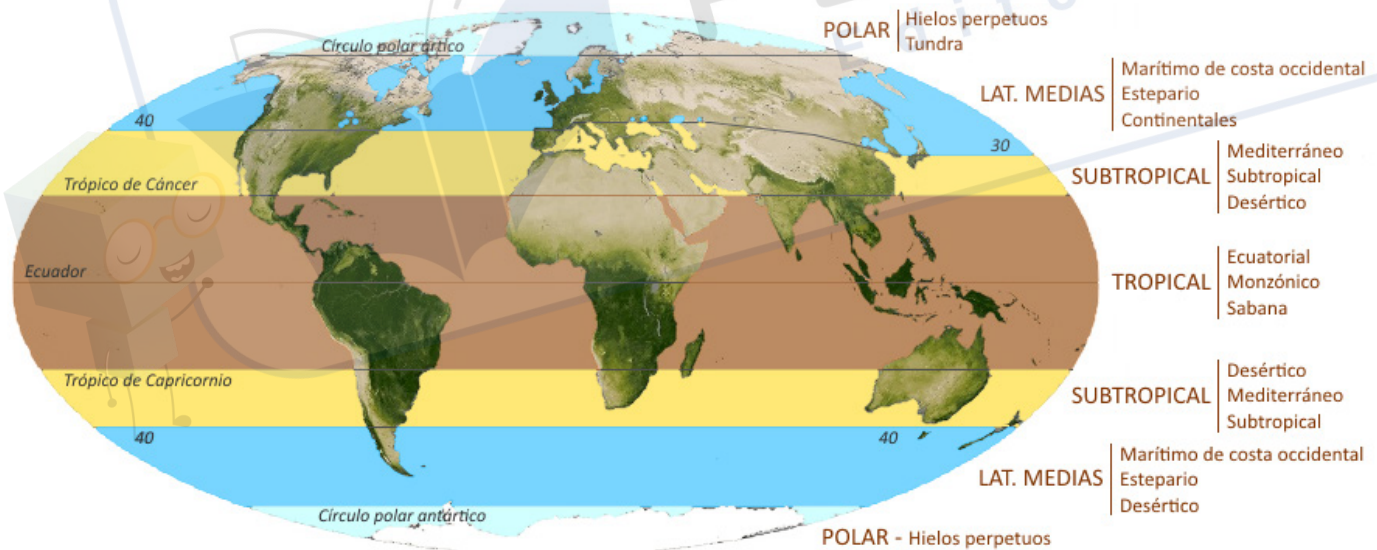 POLAR
Hielos perpetuos
Tundra
Círculo polar ártico
LAT. MEDIAS
Marítimo de costa occidental
Estepario
Continentales
40
30
SUBTROPICAL
Mediterráneo
Subtropical
Desértico
Trópico de Cáncer
TROPICAL
Ecuatorial
Monzónico
Sabana
Ecuador
SUBTROPICAL
Desértico
Mediterráneo
Subtropical
Trópico de Capricornio
40
40
LAT. MEDIAS
Marítimo de costa occidental
Estepario
Desértico
Círculo polar antártico
POLAR - Hielos perpetuos